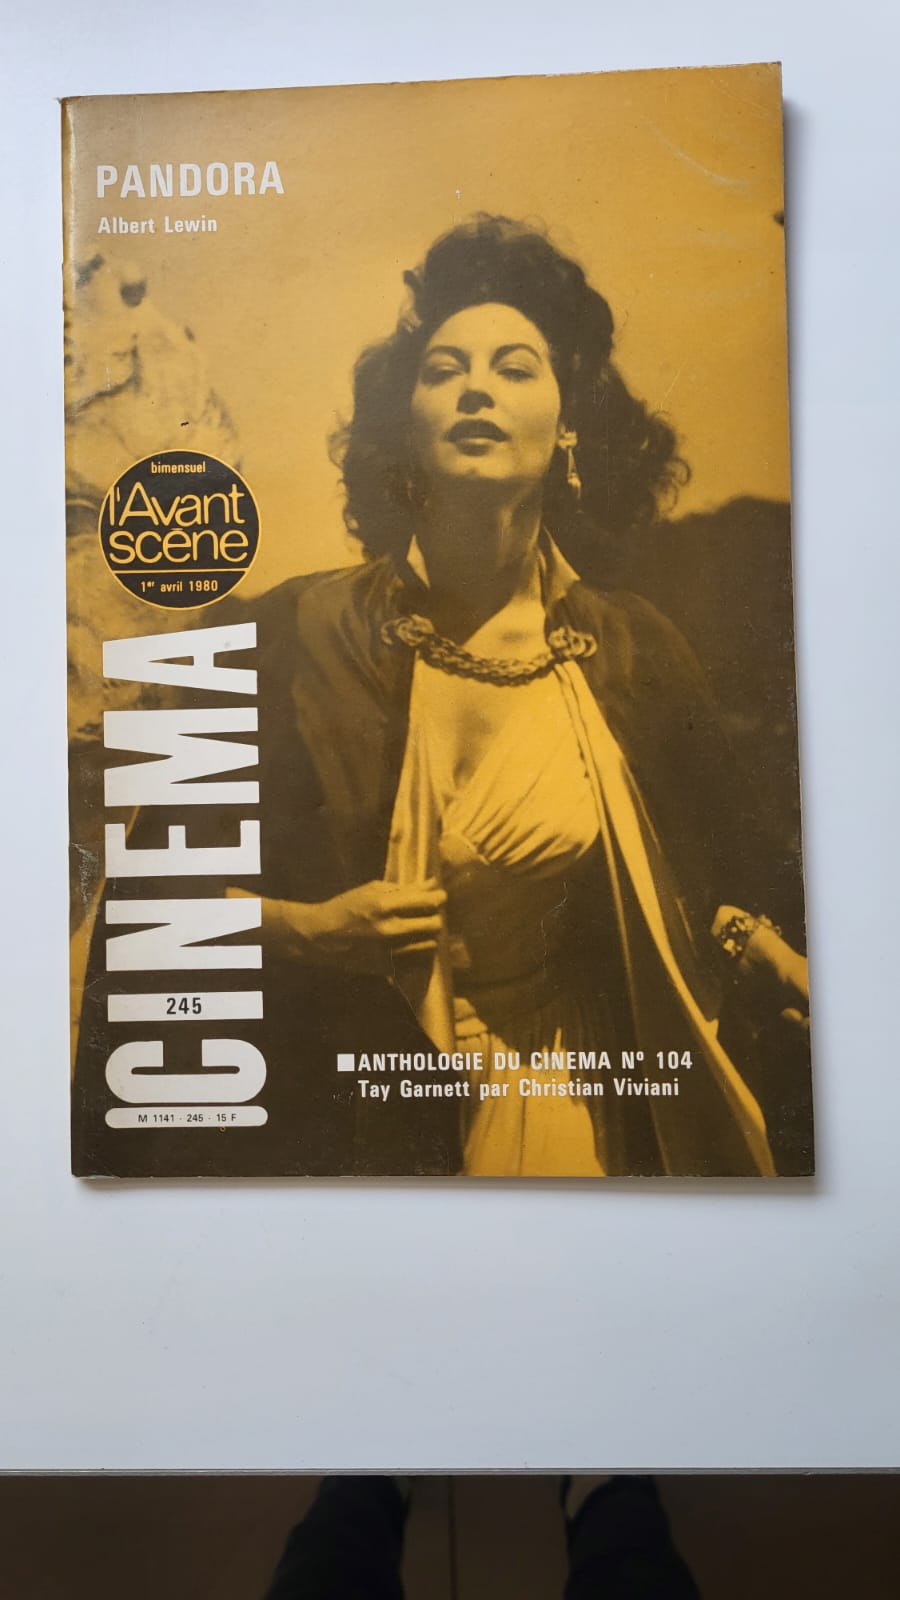 PANDORA
Albert Lewin
bimensuel
l'Avant
scène
1er avril 1980
CINEMA
245
M 1141 - 245 - 15 F
ANTHOLOGIE DU CINEMA Nº 104
Tay Garnett par Christian Viviani